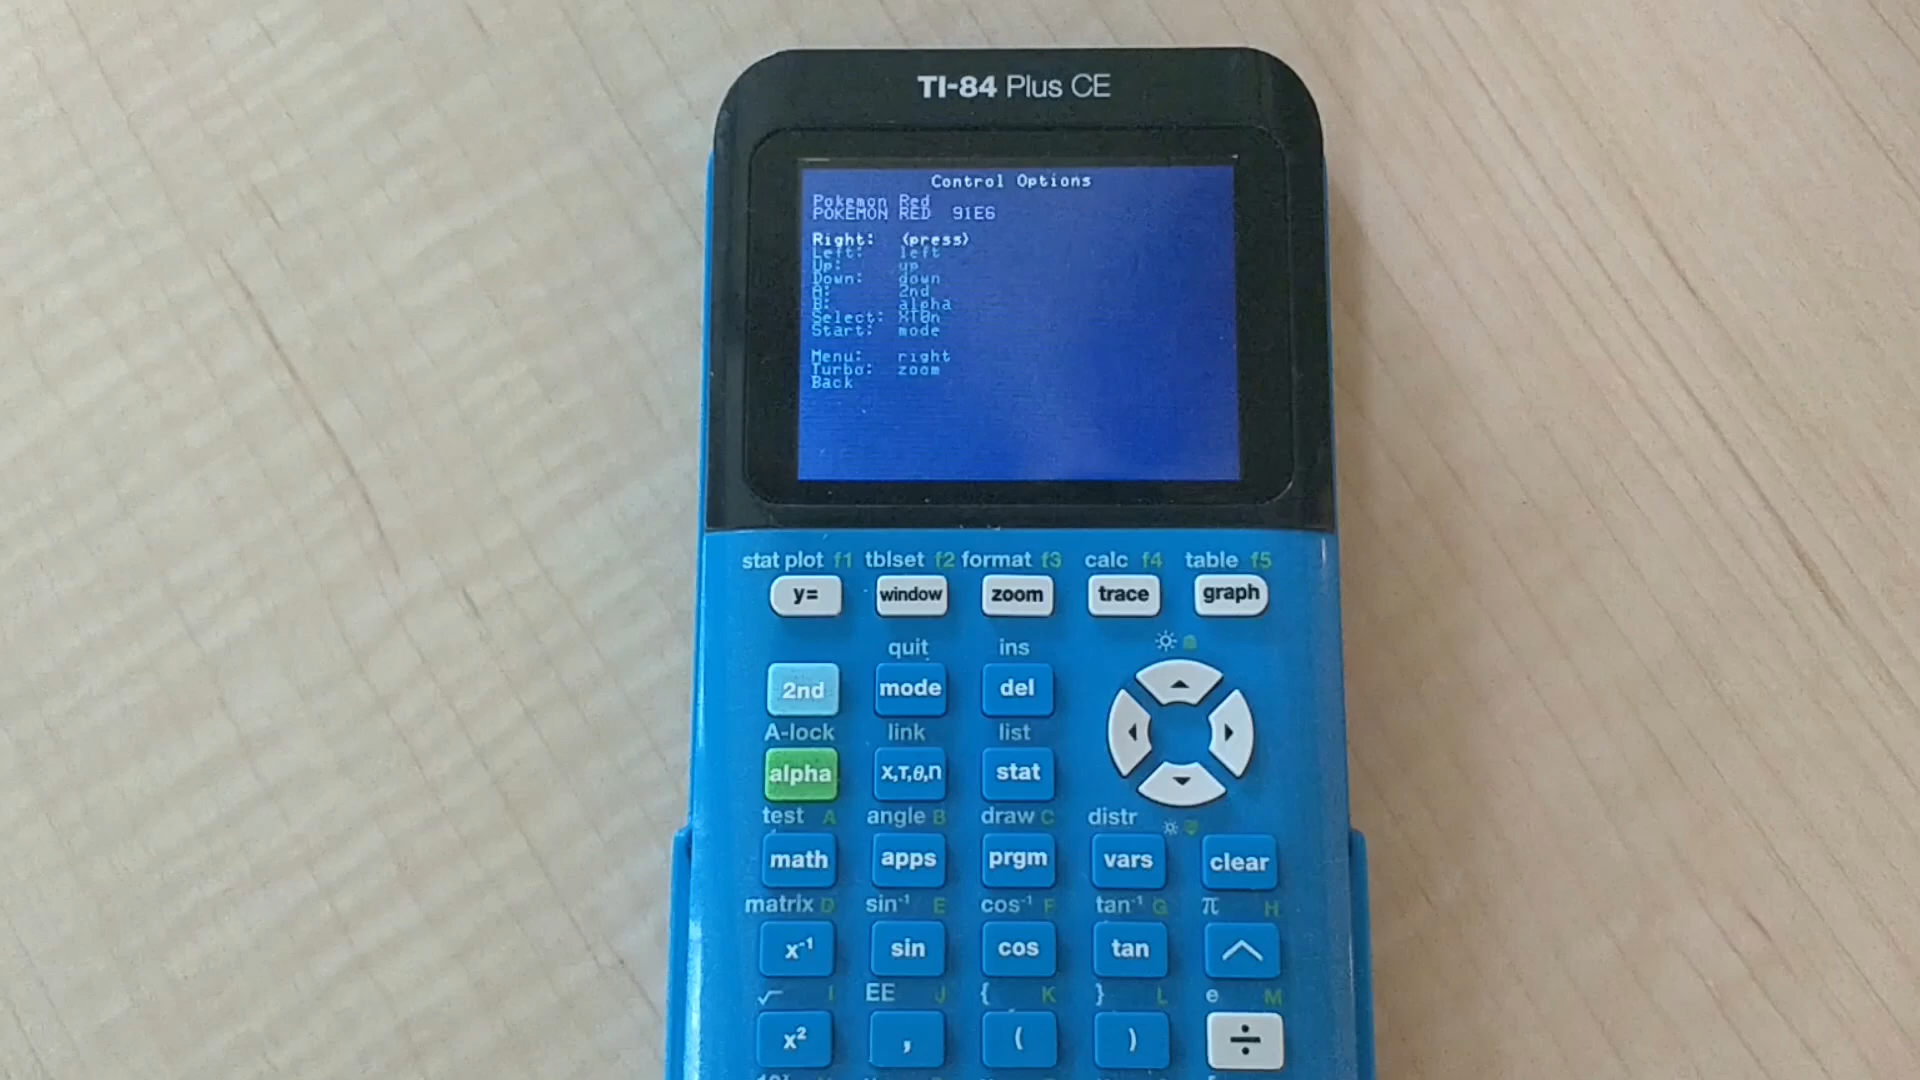 TI-84 Plus CE
Control Options
Pokemon Red
POKEMON RED 91E6
Right: (press)
Left: left
Up: up
Down: down
A: 2nd
B: alpha
Select: XTθn
Start: mode
Menu: right
Turbo: zoom
Back
stat plot f1 tblset f2 format f3 calc f4 table f5
y= window zoom trace graph
quit ins
2nd mode del
A-lock link list
alpha X,T,θ,n stat
test A angle B draw C distr
math apps prgm vars clear
matrix D sin⁻¹ E cos⁻¹ F tan⁻¹ G π H
x⁻¹ sin cos tan ^
√ I EE J { K } L e M
x² , ( ) ÷